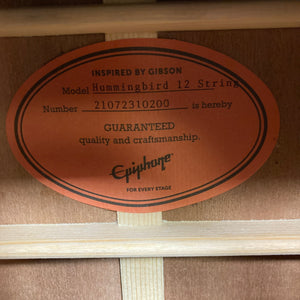 INSPIRED BY GIBSON
Model Hummingbird 12 String
Number 21072310200 is hereby
GUARANTEED
quality and craftsmanship.
Epiphone
FOR EVERY STAGE